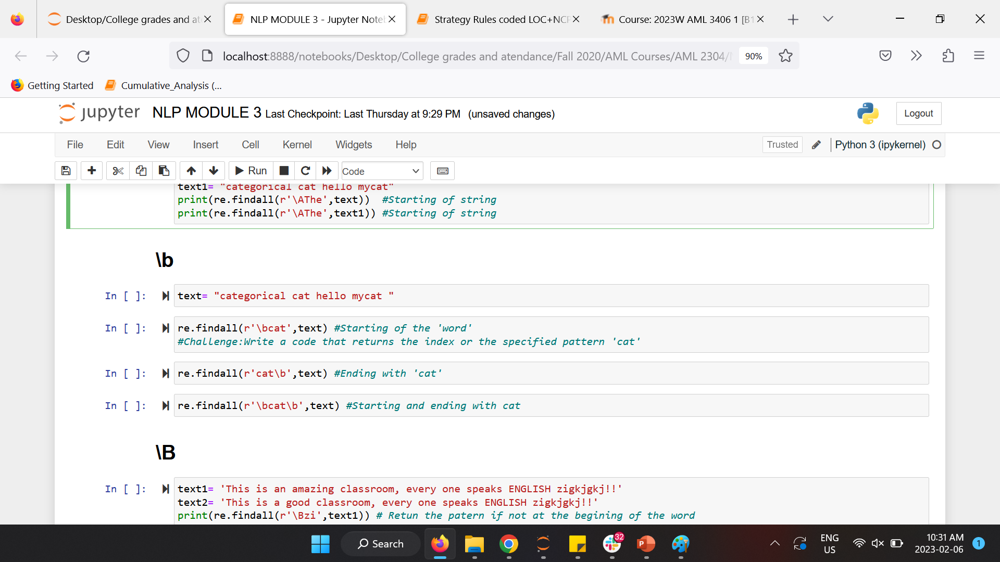 Desktop/College grades and at
NLP MODULE 3 - Jupyter Note
Strategy Rules coded LOC+NCP
Course: 2023W AML 3406 1 [B1
localhost:8888/notebooks/Desktop/College grades and atendance/Fall 2020/AML Courses/AML 2304/
90%
Getting Started
Cumulative_Analysis (...
jupyter NLP MODULE 3 Last Checkpoint: Last Thursday at 9:29 PM (unsaved changes)
Logout
File Edit View Insert Cell Kernel Widgets Help
Trusted
Python 3 (ipykernel)
Run
Code
text1= "categorical cat hello mycat"
print(re.findall(r'\AThe',text)) #Starting of string
print(re.findall(r'\AThe',text1)) #Starting of string
\b
In [ ]: text= "categorical cat hello mycat "
In [ ]: re.findall(r'\bcat',text) #Starting of the 'word'
#Challenge:Write a code that returns the index or the specified pattern 'cat'
In [ ]: re.findall(r'cat\b',text) #Ending with 'cat'
In [ ]: re.findall(r'\bcat\b',text) #Starting and ending with cat
\B
In [ ]: text1= 'This is an amazing classroom, every one speaks ENGLISH zigkjgkj!!'
text2= 'This is a good classroom, every one speaks ENGLISH zigkjgkj!!'
print(re.findall(r'\Bzi',text1)) # Retun the patern if not at the begining of the word
Search
32
P
ENG
US
10:31 AM
2023-02-06
1